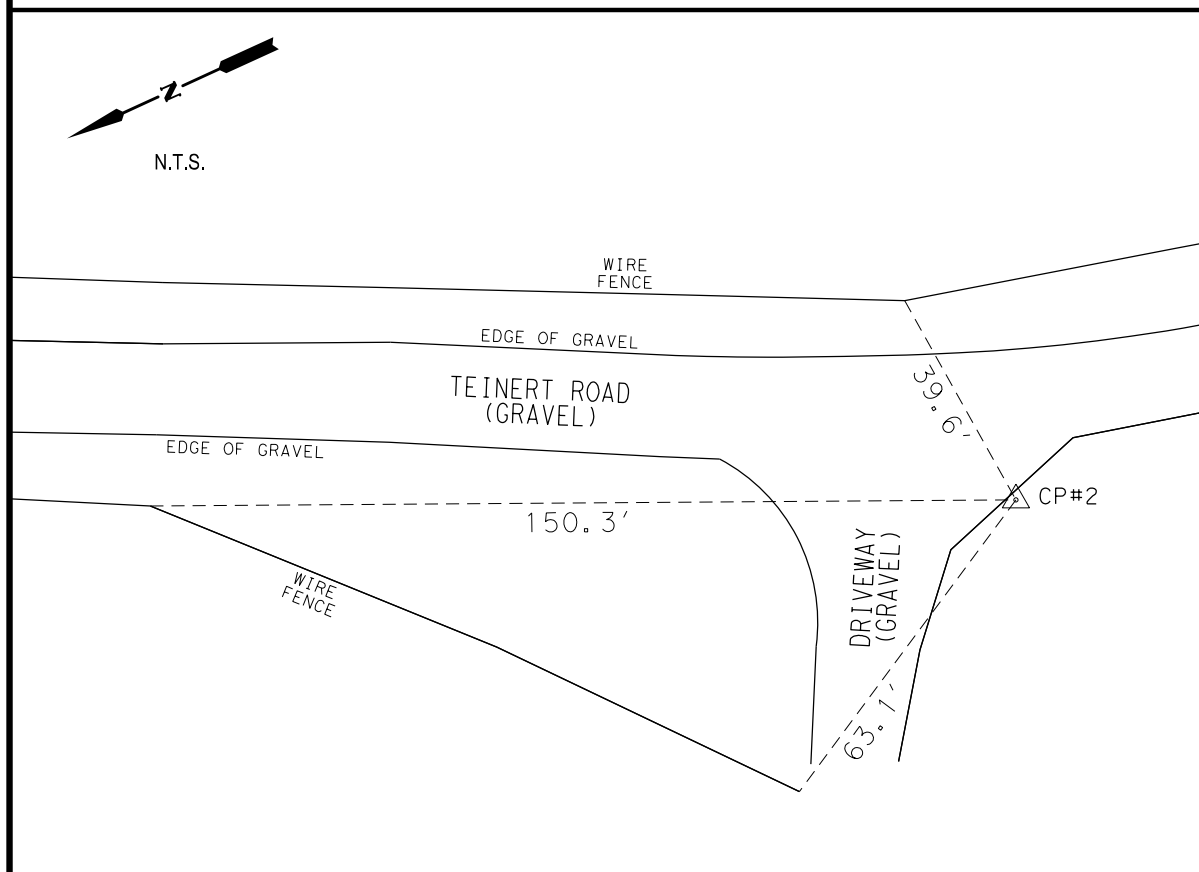 N
N.T.S.
WIRE
FENCE
EDGE OF GRAVEL
TEINERT ROAD
(GRAVEL)
39.6'
EDGE OF GRAVEL
CP#2
150.3'
WIRE
FENCE
DRIVEWAY
(GRAVEL)
63.1'